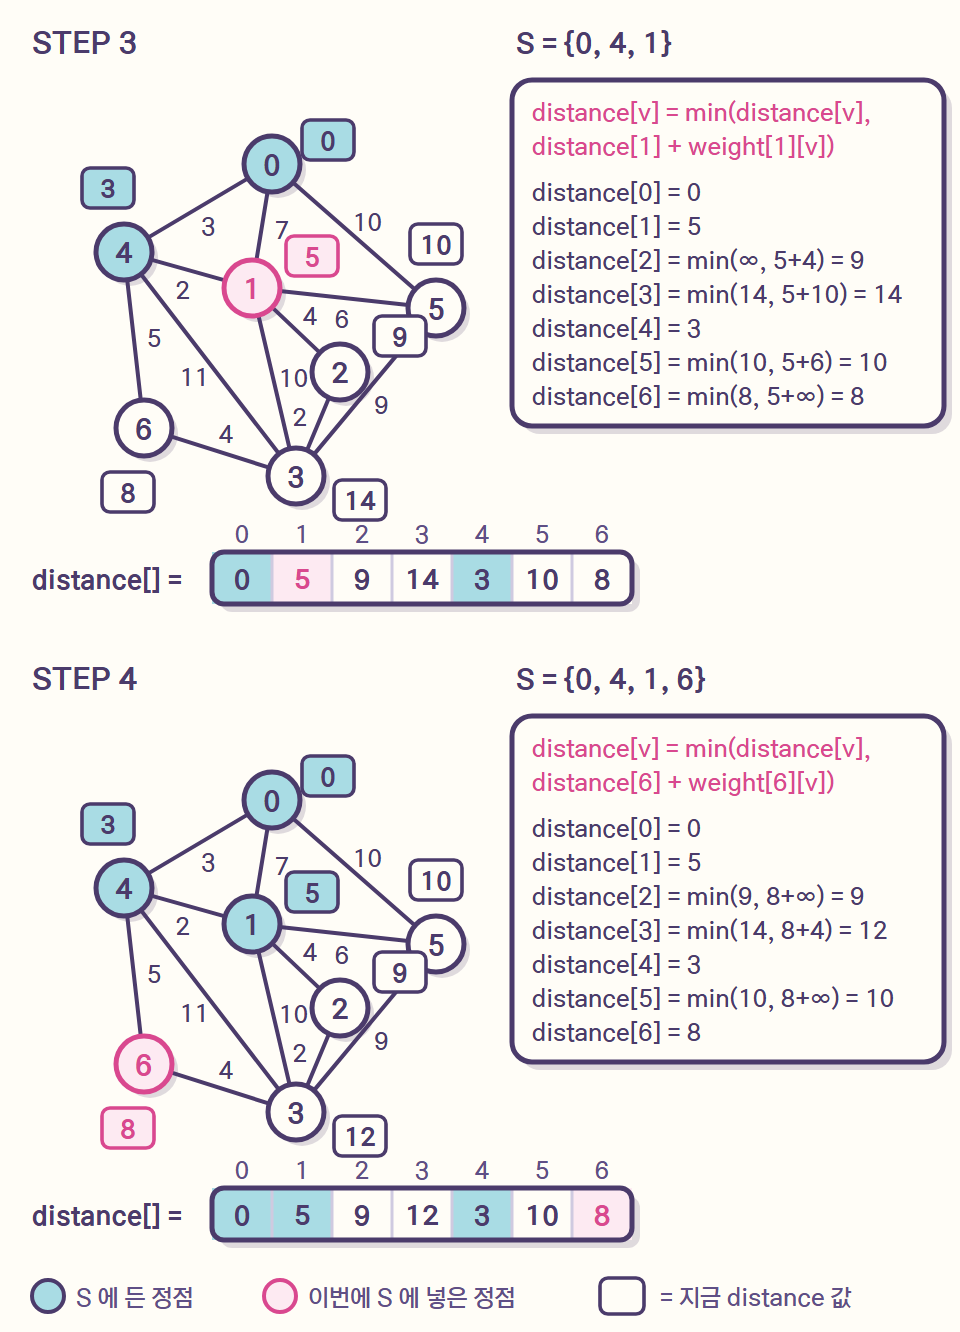 STEP 3
S = {0, 4, 1}
distance[v] = min(distance[v],
distance[1] + weight[1][v])
distance[0] = 0
distance[1] = 5
distance[2] = min(∞, 5+4) = 9
distance[3] = min(14, 5+10) = 14
distance[4] = 3
distance[5] = min(10, 5+6) = 10
distance[6] = min(8, 5+∞) = 8
0
0
3
4
3
7
10
10
5
1
2
5
4
6
9
5
2
11
10
9
2
6
4
3
8
14
0 1 2 3 4 5 6
distance[] = 0 5 9 14 3 10 8
STEP 4
S = {0, 4, 1, 6}
distance[v] = min(distance[v],
distance[6] + weight[6][v])
distance[0] = 0
distance[1] = 5
distance[2] = min(9, 8+∞) = 9
distance[3] = min(14, 8+4) = 12
distance[4] = 3
distance[5] = min(10, 8+∞) = 10
distance[6] = 8
0
0
3
4
3
7
10
10
5
1
2
5
4
6
9
5
2
11
10
9
2
6
4
3
8
12
0 1 2 3 4 5 6
distance[] = 0 5 9 12 3 10 8
S 에 든 정점
이번에 S 에 넣은 정점
= 지금 distance 값